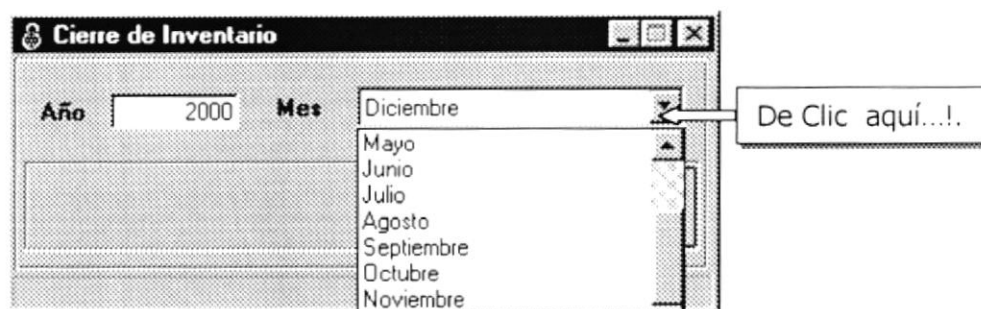 Cierre de Inventario
Año 2000 Mes Diciembre
De Clic aquí...!.
Mayo
Junio
Julio
Agosto
Septiembre
Octubre
Noviembre